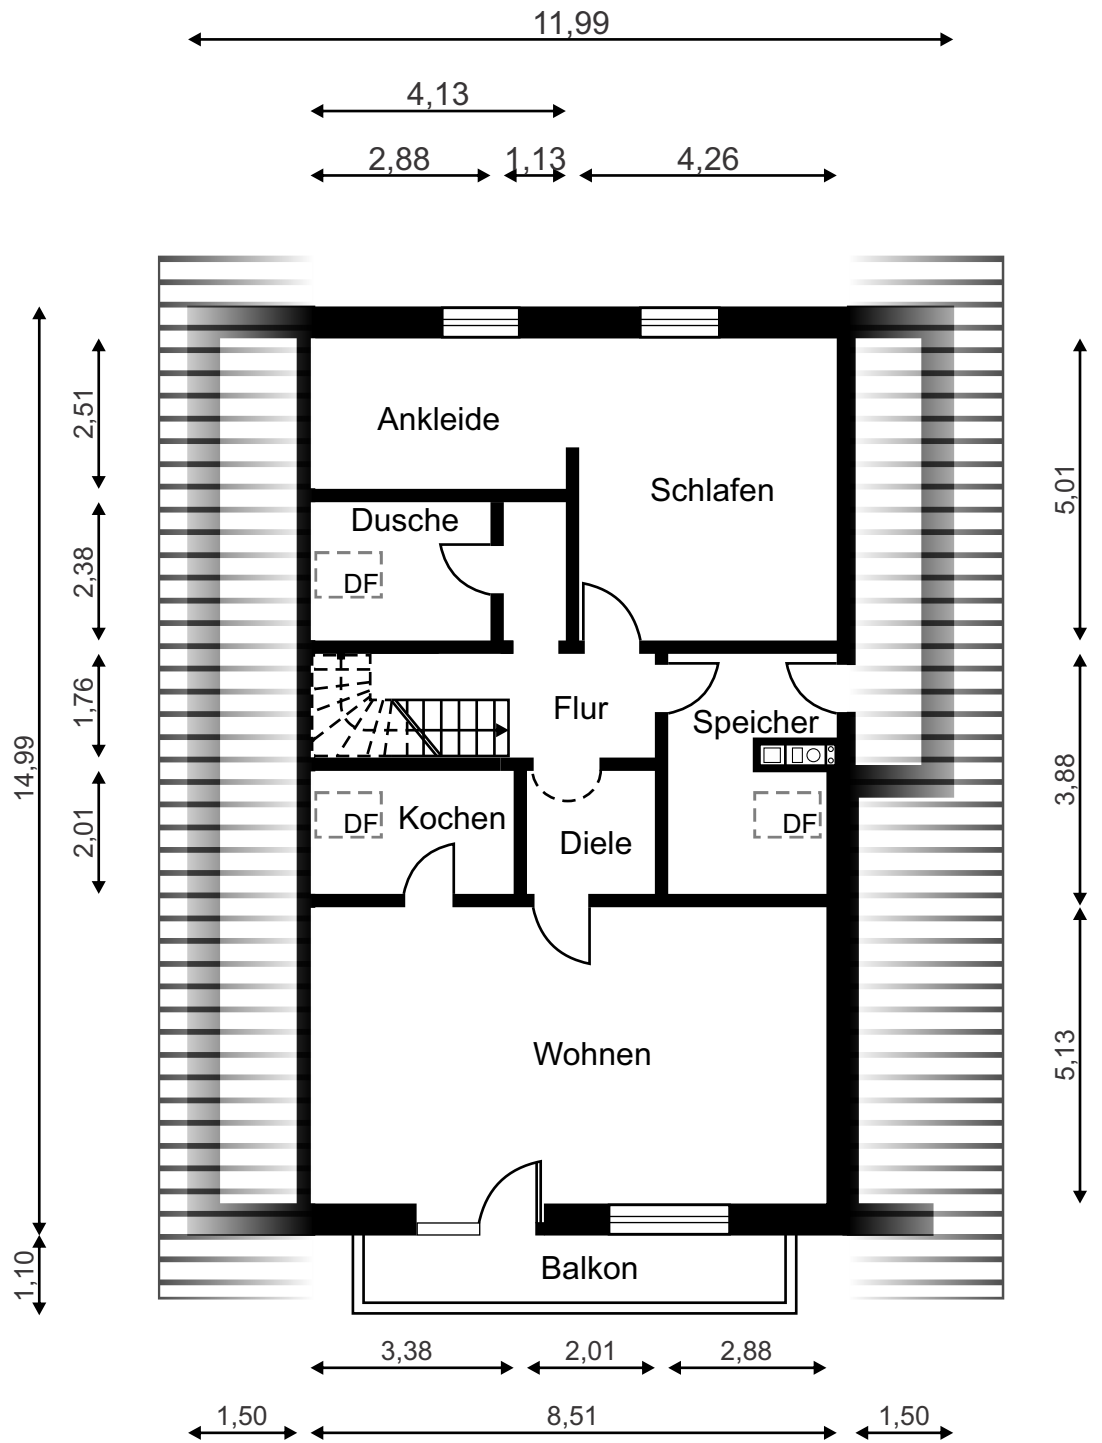 11,99
4,13
2,88 1,13 4,26
2,51
Ankleide
Schlafen
5,01
Dusche
2,38
DF
1,76
Flur
Speicher
14,99
3,88
2,01
DF
Kochen
DF
Diele
Wohnen
5,13
1,10
Balkon
3,38 2,01 2,88
1,50 8,51 1,50